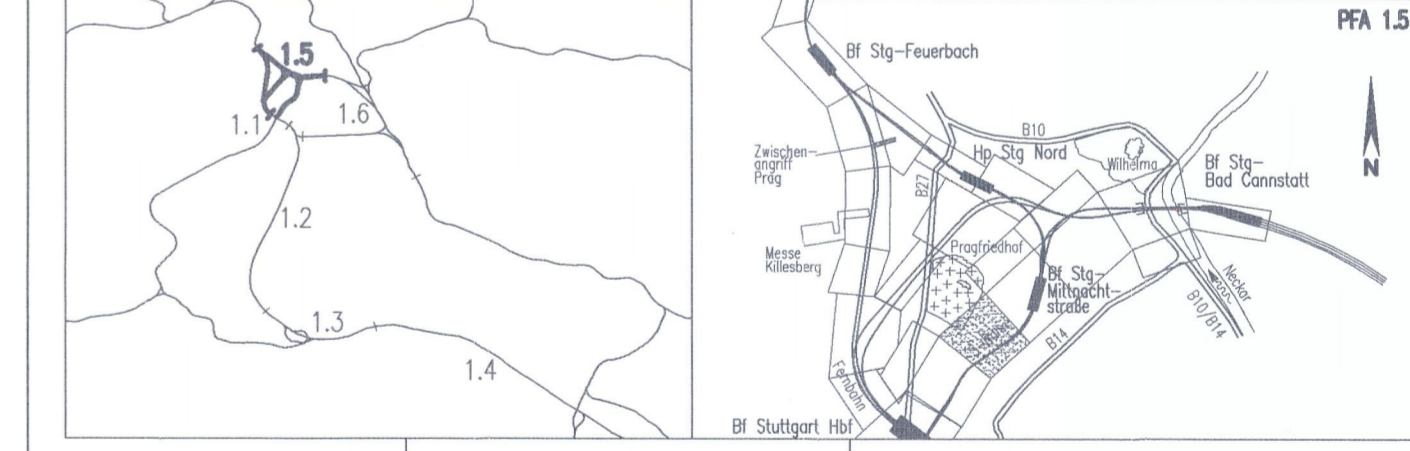 1.5
1.1
1.6
1.2
1.3
1.4
PFA 1.5
Bf Stg-Feuerbach
B10
Zwischen-
angriff
Prag
Hp Stg Nord
Wilhelma
Bf Stg-
Bad Cannstatt
N
B27
Messe
Killesberg
Pragfriedhof
Bf Stg-
Mittnacht-
straße
Neckar
B10/B14
B14
Fernbahn
Bf Stuttgart Hbf